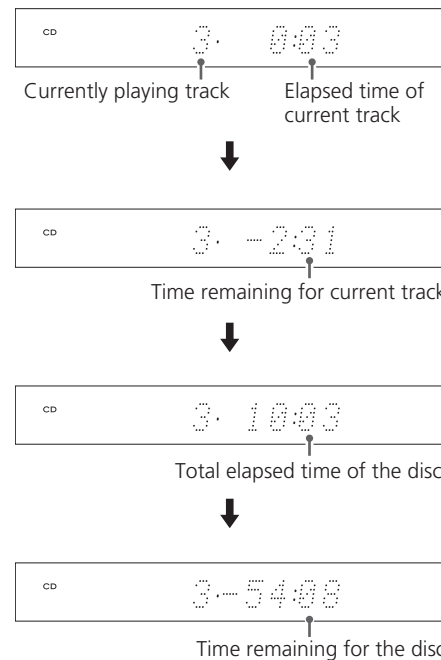 CD 3. 0:03
Currently playing track Elapsed time of
current track
CD 3. -2:31
Time remaining for current track
CD 3. 10:03
Total elapsed time of the disc
CD 3.-54:08
Time remaining for the disc